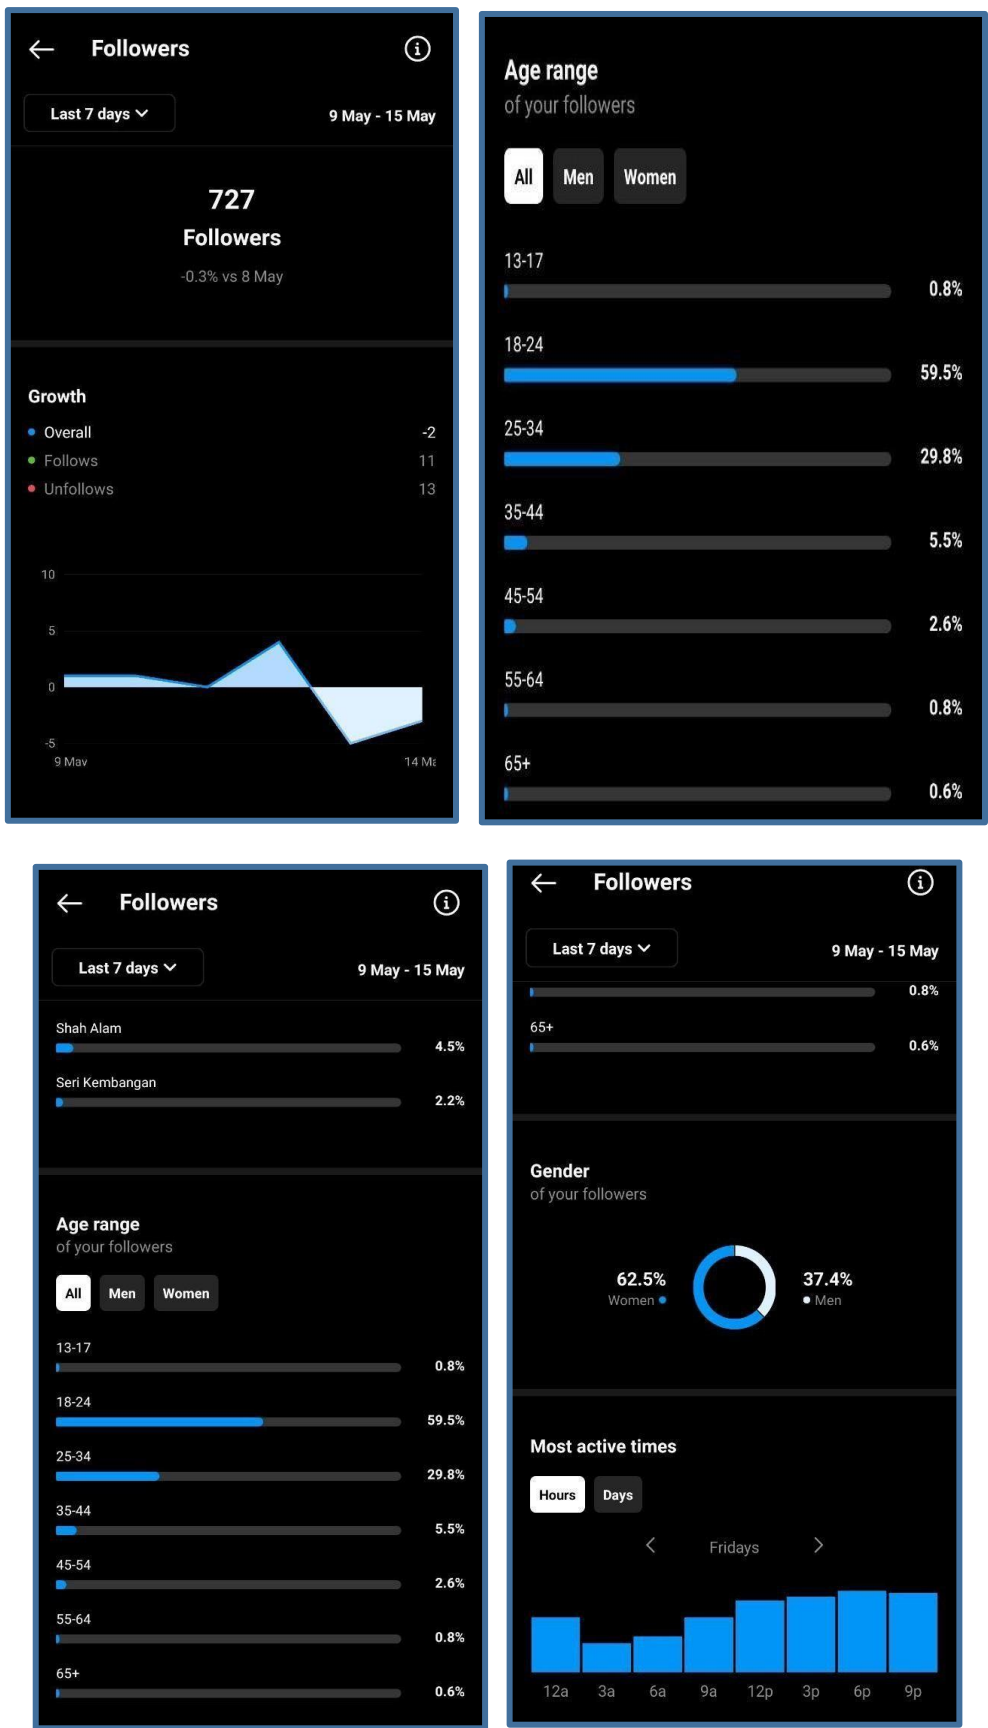 Followers
Last 7 days
9 May - 15 May
727
Followers
-0.3% vs 8 May
Growth
Overall -2
Follows 11
Unfollows 13
10
5
0
-5
9 May
14 Ma
Age range
of your followers
All Men Women
13-17
0.8%
18-24
59.5%
25-34
29.8%
35-44
5.5%
45-54
2.6%
55-64
0.8%
65+
0.6%
Followers
Last 7 days
9 May - 15 May
Shah Alam
4.5%
Seri Kembangan
2.2%
Age range
of your followers
All Men Women
13-17
0.8%
18-24
59.5%
25-34
29.8%
35-44
5.5%
45-54
2.6%
55-64
0.8%
65+
0.6%
Followers
Last 7 days
9 May - 15 May
0.8%
65+
0.6%
Gender
of your followers
62.5% 37.4%
Women Men
Most active times
Hours Days
Fridays
12a 3a 6a 9a 12p 3p 6p 9p